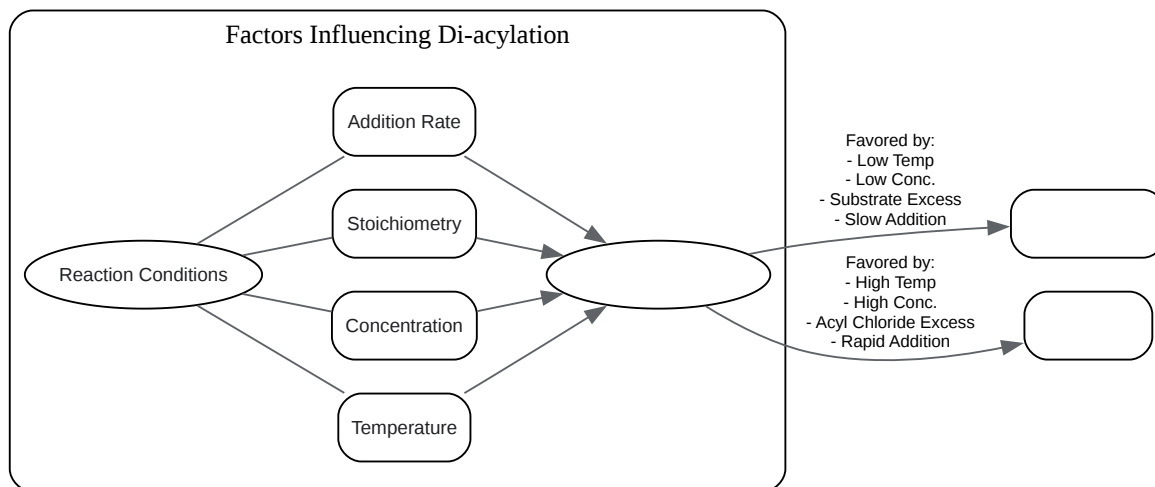 Factors Influencing Di-acylation
Addition Rate
Stoichiometry
Reaction Conditions
Concentration
Temperature
Favored by:
- Low Temp
- Low Conc.
- Substrate Excess
- Slow Addition
Favored by:
- High Temp
- High Conc.
- Acyl Chloride Excess
- Rapid Addition